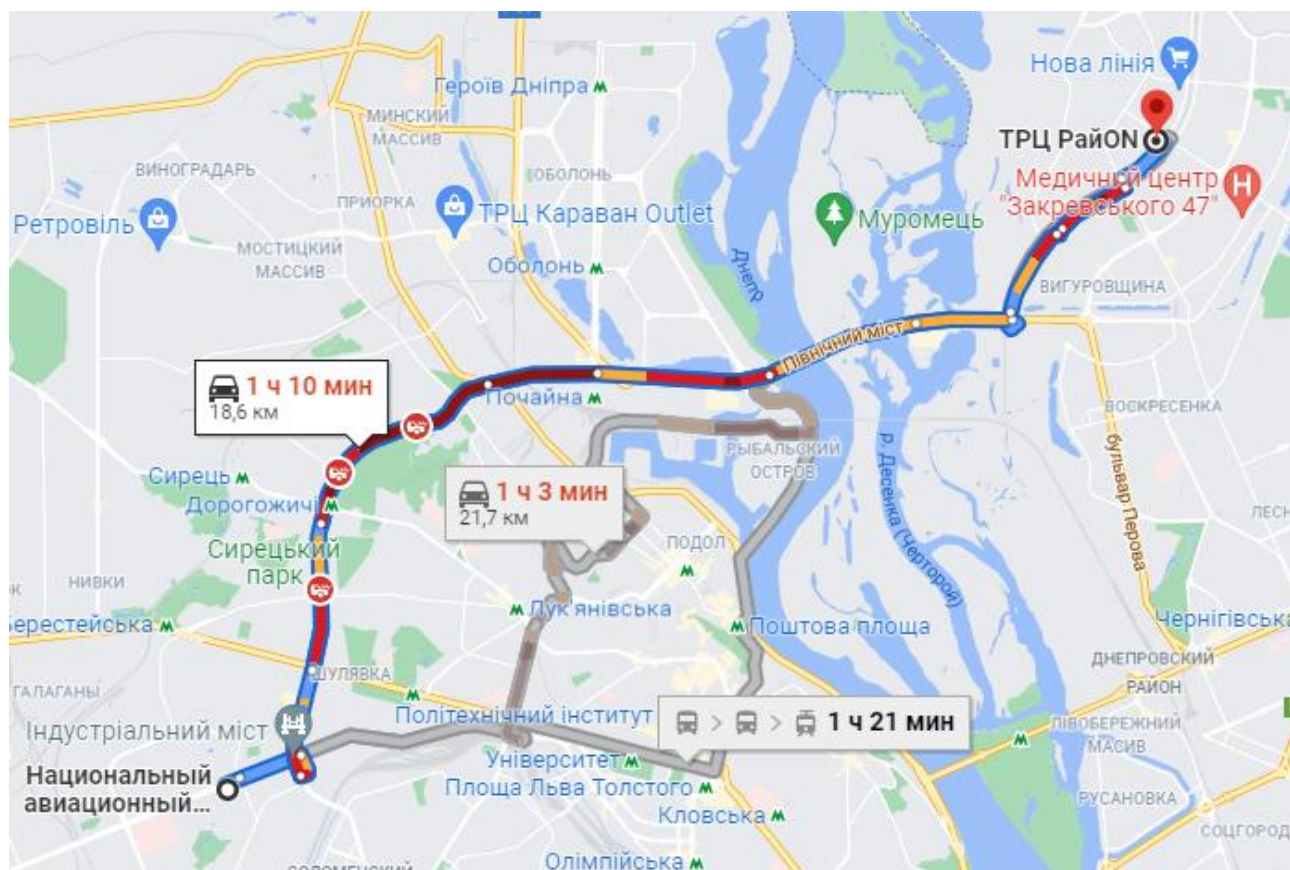 Героїв Дніпра
Нова лінія
МИНСКИЙ
МАССИВ
ТРЦ РайON
ВИНОГРАДАРЬ
ОБОЛОНЬ
Медичний центр
"Закревського 47"
ПРИОРКА
Ретровіль
ТРЦ Караван Outlet
Муромець
МОСТИЦКИЙ
МАССИВ
Оболонь
Днепр
ВИГУРОВЩИНА
Північний міст
1 ч 10 мин
18,6 км
Почайна
ВОСКРЕСЕНКА
РЫБАЛЬСКИЙ
ОСТРОВ
р. Десенка (Черторой)
бульвар Перова
Сирець
Дорогожичі
1 ч 3 мин
21,7 км
ЛЕСН
Сирецький
парк
ПОДОЛ
НИВКИ
Лук'янівська
Берестейська
Поштова площа
Чернігівська
ШУЛЯВКА
ДНЕПРОВСКИЙ
РАЙОН
ГАЛАГАНЫ
Політехнічний інститут
1 ч 21 мин
Індустріальний міст
ЛІВОБЕРЕЖНИЙ
МАСИВ
Університет
Национальный
авиационный...
Площа Льва Толстого
РУСАНОВКА
Кловська
СОЦГОРОД
Олімпійська
СОЛОМЕНСКИЙ